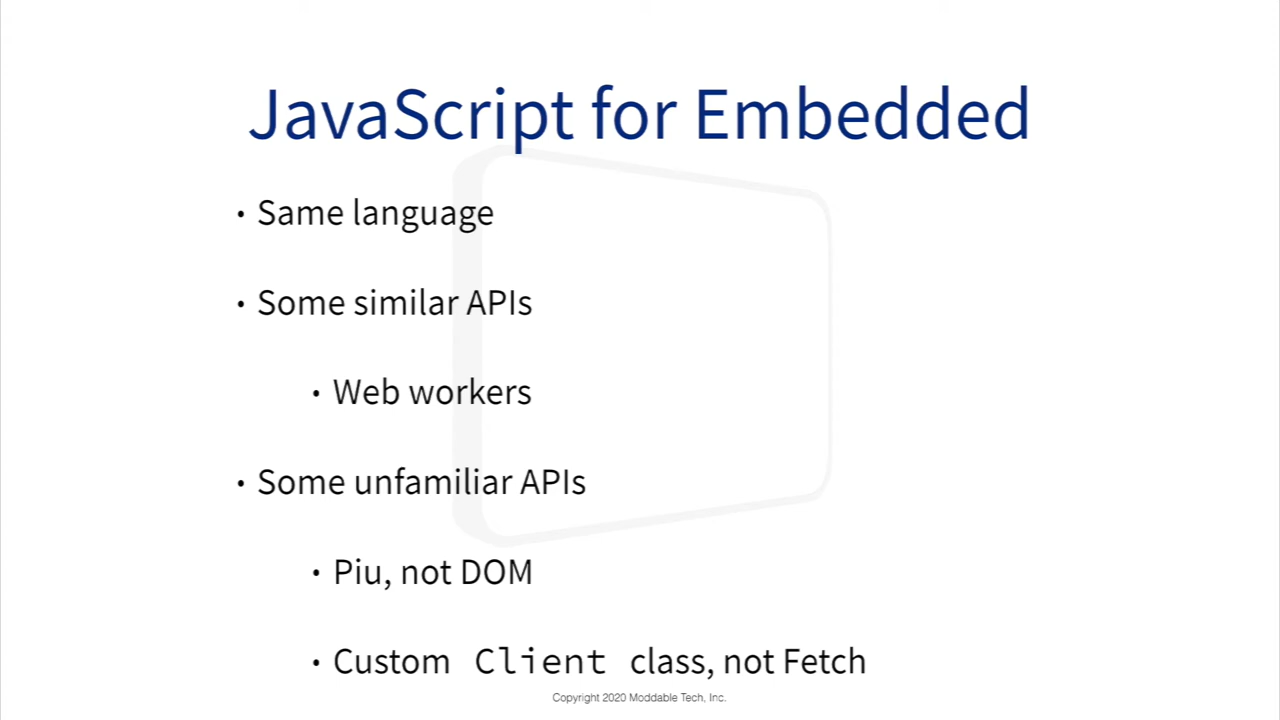 JavaScript for Embedded
• Same language
• Some similar APIs
• Web workers
• Some unfamiliar APIs
• Piu, not DOM
• Custom Client class, not Fetch
Copyright 2020 Moddable Tech, Inc.